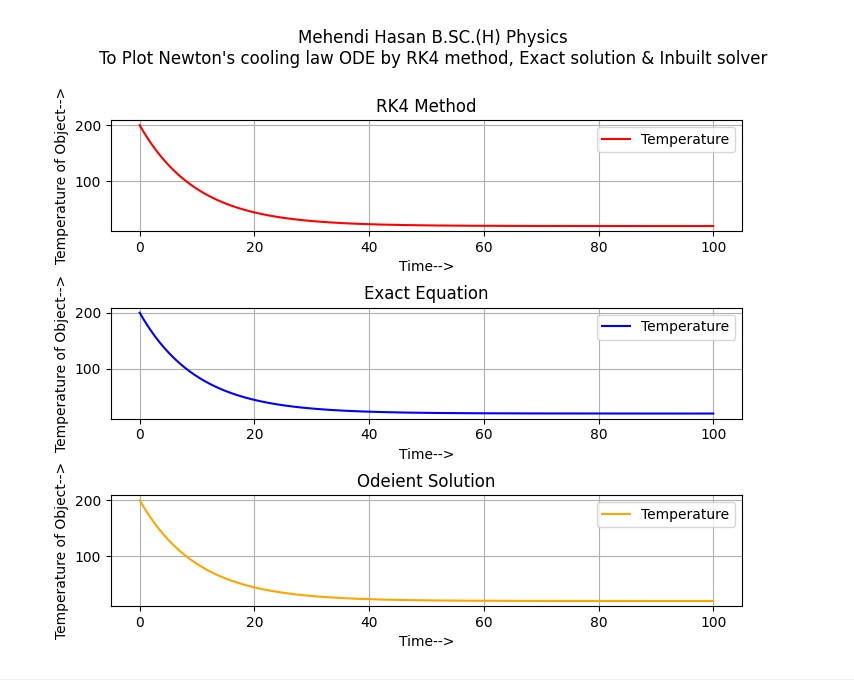 Mehendi Hasan B.SC.(H) Physics
To Plot Newton's cooling law ODE by RK4 method, Exact solution & Inbuilt solver
RK4 Method
Temperature of Object-->
200
100
Temperature
0 20 40 60 80 100
Time-->
Exact Equation
Temperature of Object-->
200
100
Temperature
0 20 40 60 80 100
Time-->
Odeient Solution
Temperature of Object-->
200
100
Temperature
0 20 40 60 80 100
Time-->